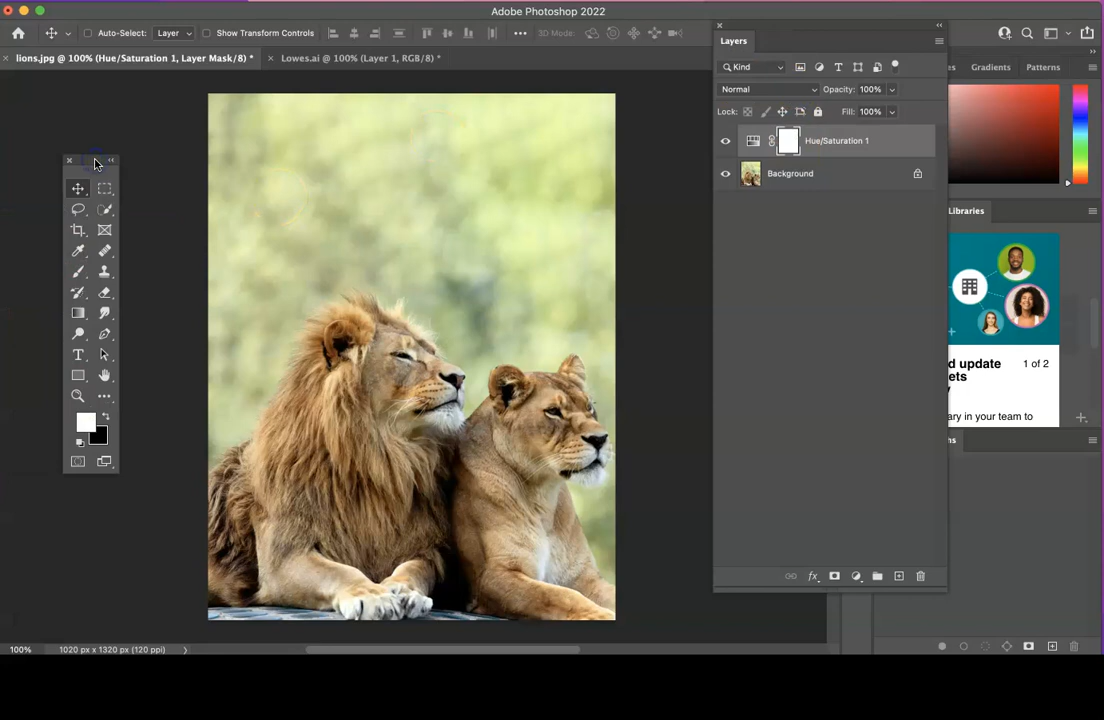 Adobe Photoshop 2022
Auto-Select: Layer Show Transform Controls 3D Mode:
lions.jpg @ 100% (Hue/Saturation 1, Layer Mask/8) * Lowes.ai @ 100% (Layer 1, RGB/8) *
Layers
Kind
Normal Opacity: 100%
Lock: Fill: 100%
Hue/Saturation 1
Background
fx
Gradients Patterns
Libraries
d update 1 of 2
ets
ary in your team to
T
100% 1020 px x 1320 px (120 ppi)